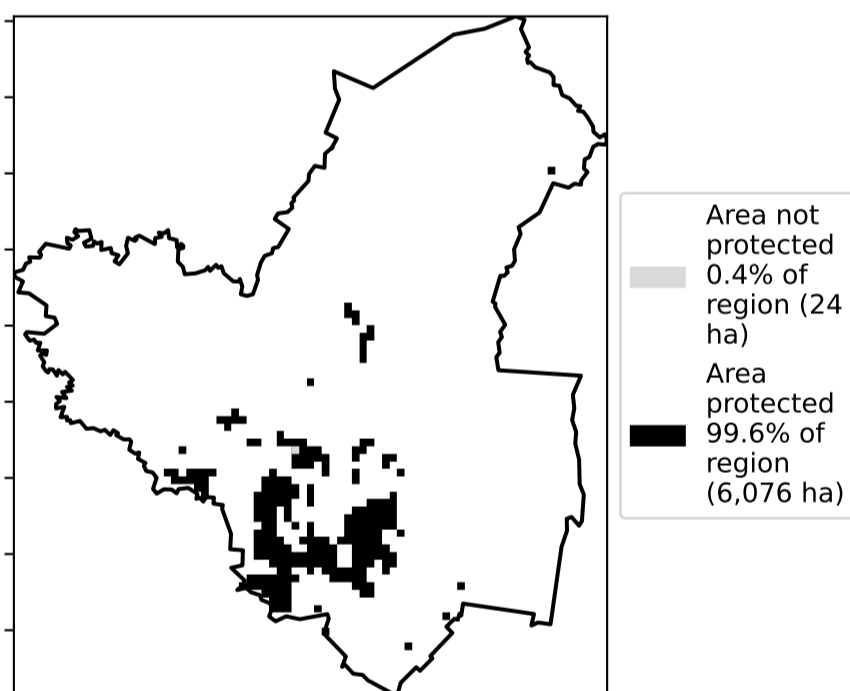 Area not
protected
0.4% of
region (24
ha)
Area
protected
99.6% of
region
(6,076 ha)